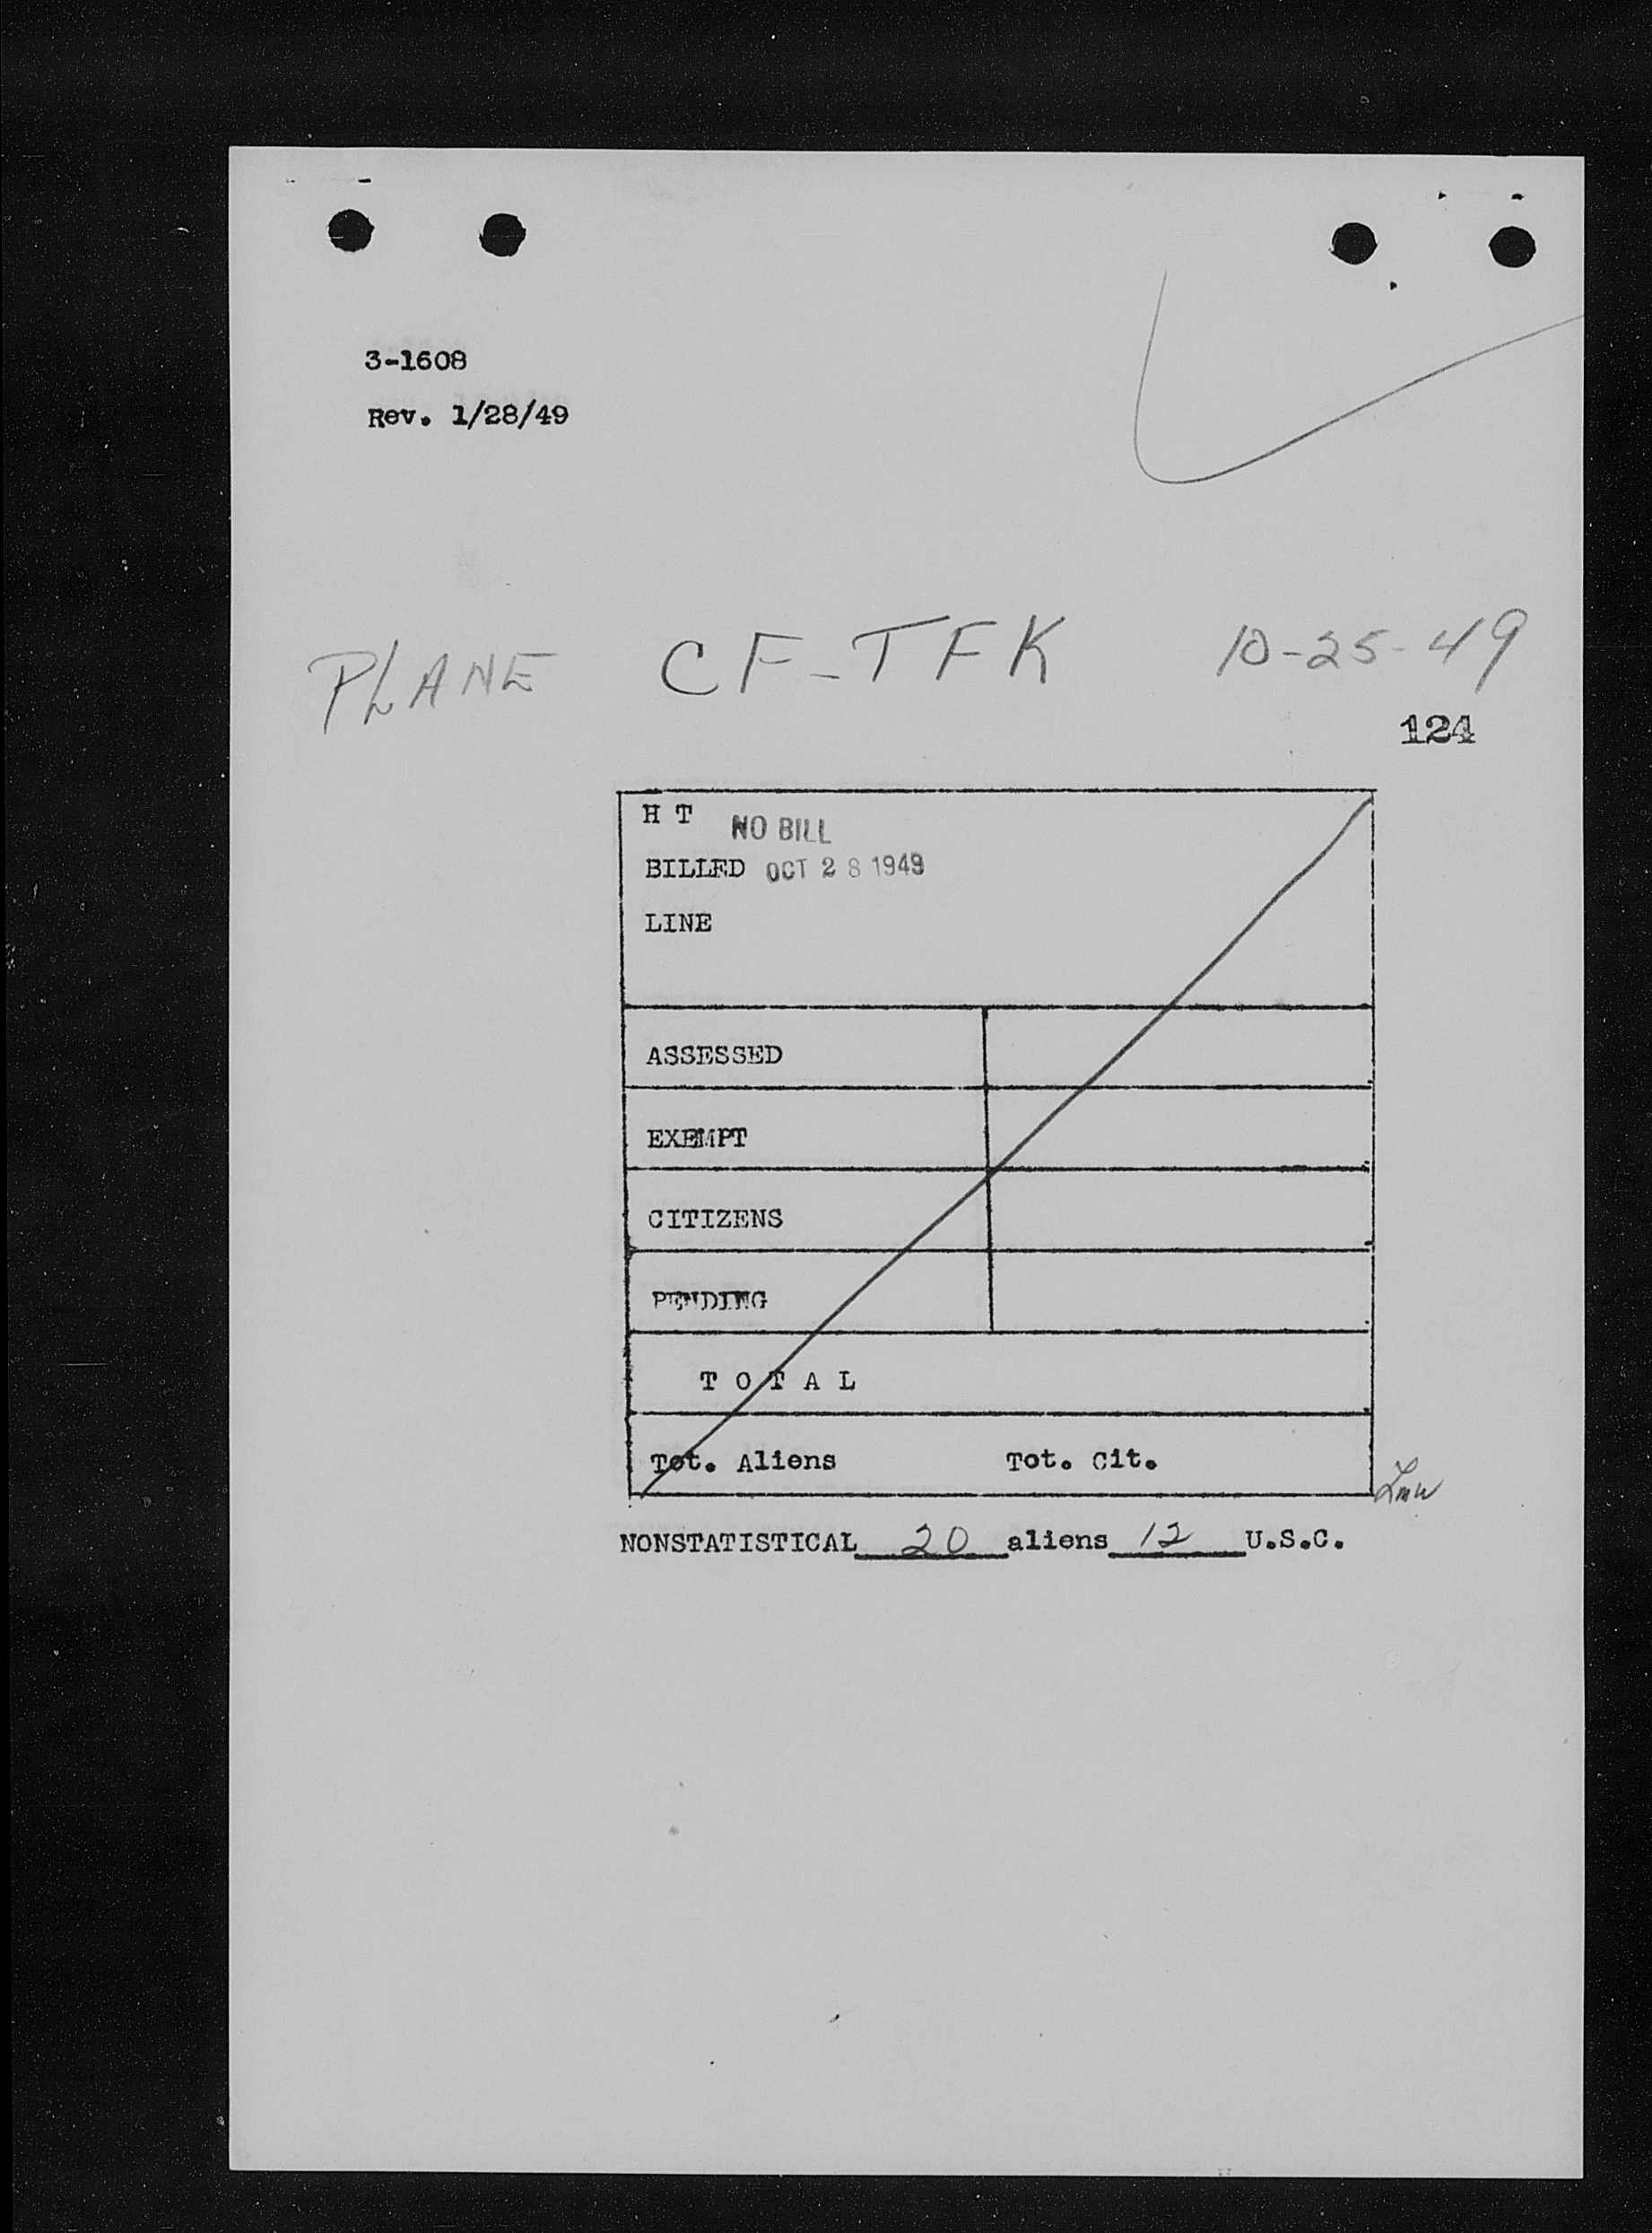 3-1608
Rev. 1/28/49
PLANE CF-TFK 10-25-49
124
H T NO BILL
BILLED OCT 28 1949
LINE
ASSESSED
EXEMPT
CITIZENS
PENDING
T O T A L
Tot. Aliens Tot. Cit.
NONSTATISTICAL 20 aliens 12 U.S.C.